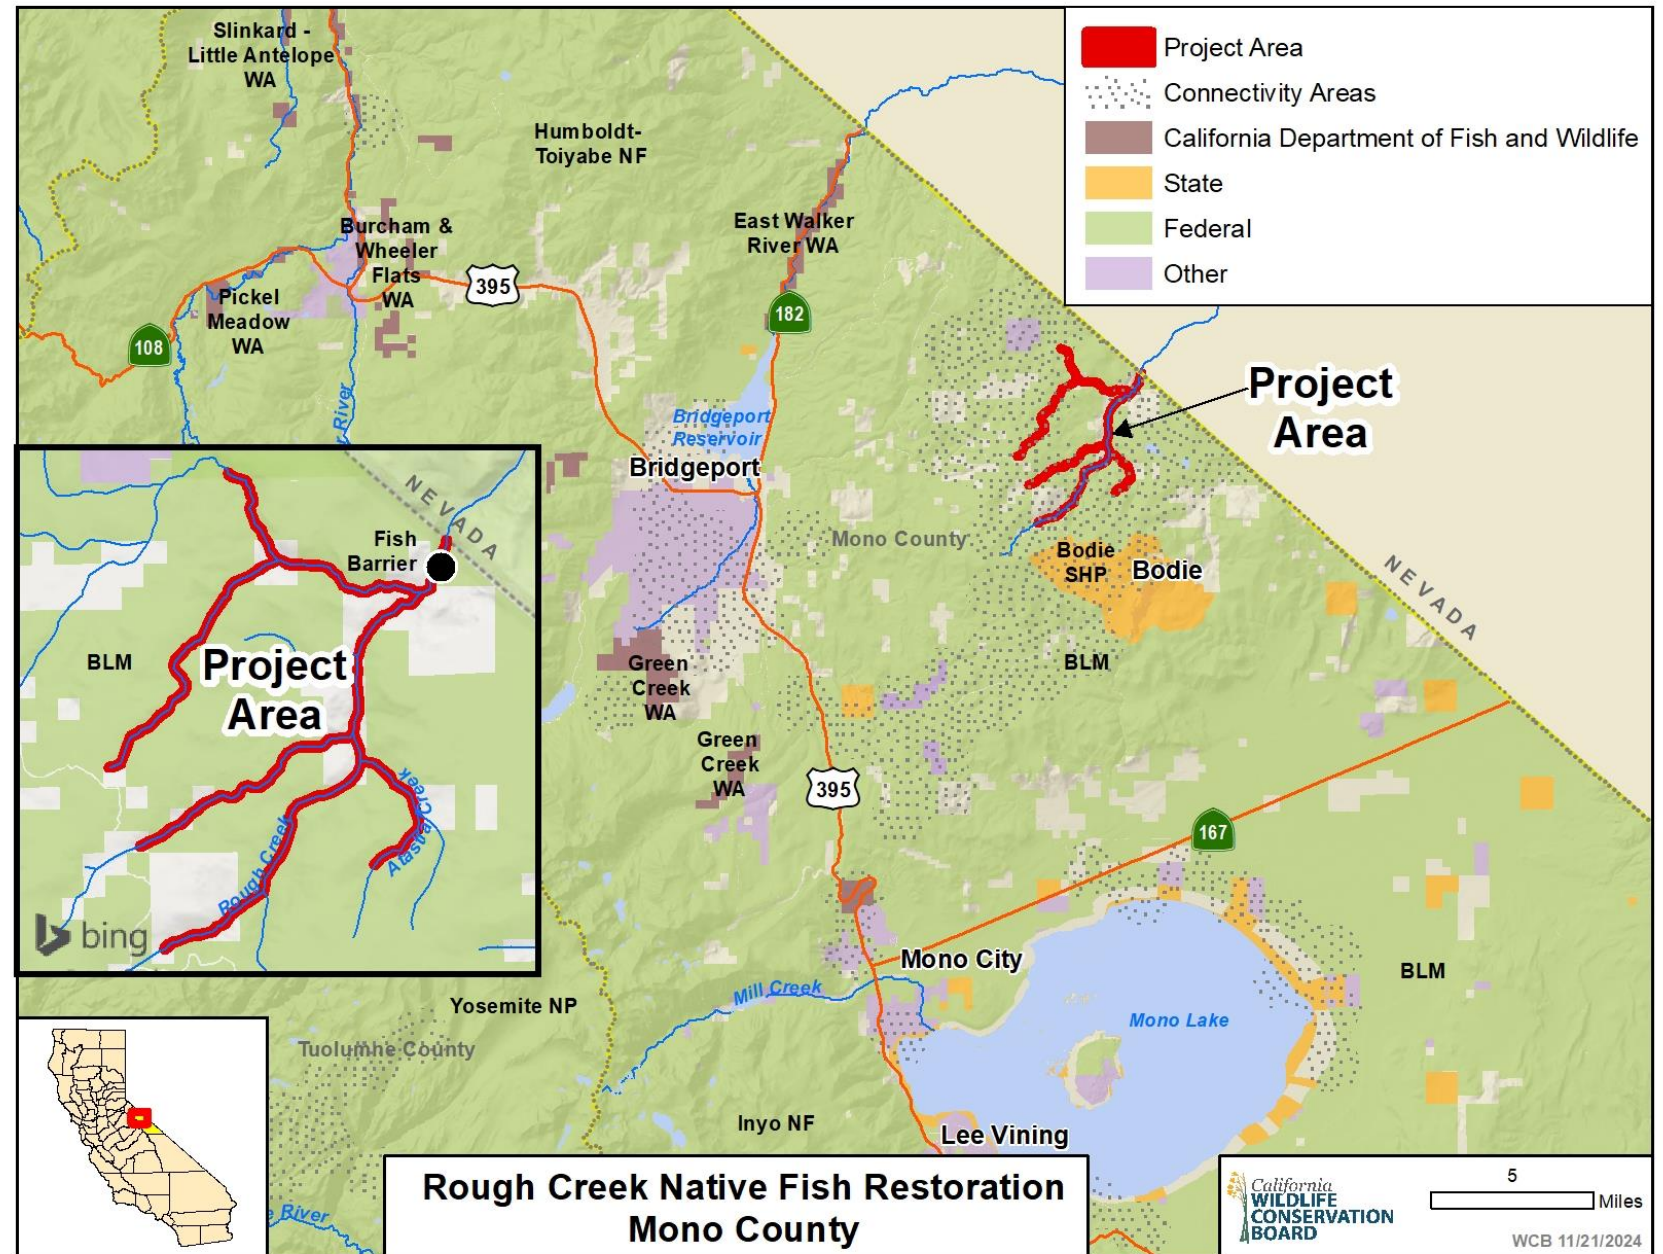 Slinkard -
Little Antelope
WA
Humboldt-
Toiyabe NF
Burcham &
Wheeler
Flats
WA
East Walker
River WA
Pickel
Meadow
WA
395
182
108
Project Area
Connectivity Areas
California Department of Fish and Wildlife
State
Federal
Other
Project
Area
Bridgeport
Reservoir
Bridgeport
River
Mono County
Bodie
SHP
Bodie
NEVADA
BLM
Green
Creek
WA
Green
Creek
WA
395
167
NEVADA
Fish
Barrier
BLM
Project
Area
Rough Creek
Atastra Creek
bing
Mono City
Mill Creek
Mono Lake
BLM
Yosemite NP
Tuolumne County
Inyo NF
Lee Vining
River
Rough Creek Native Fish Restoration
Mono County
California
WILDLIFE
CONSERVATION
BOARD
5
Miles
WCB 11/21/2024